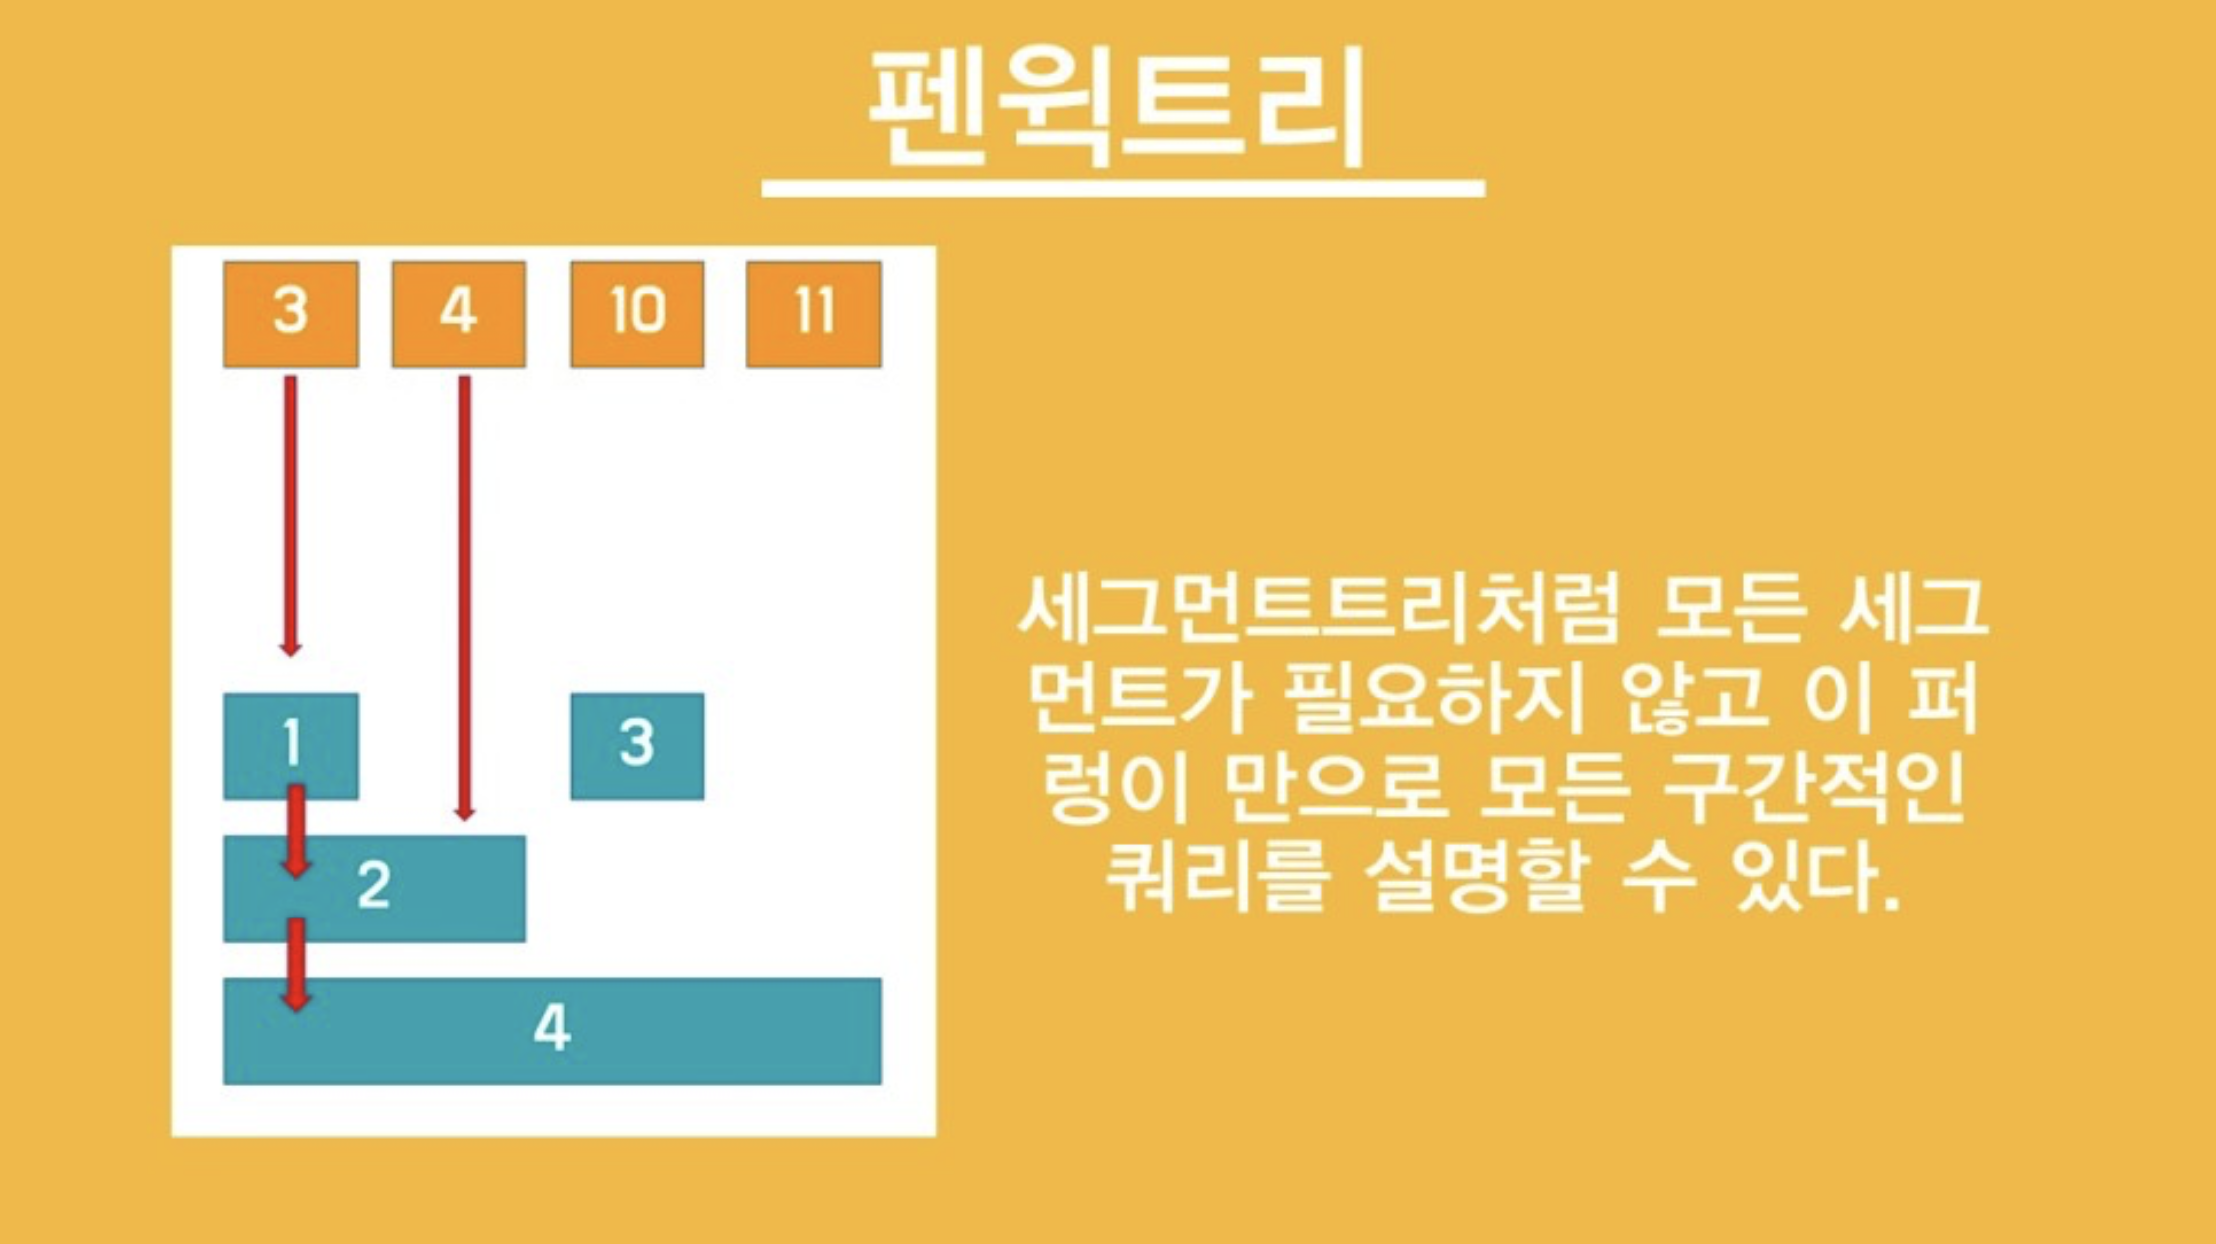 펜윅트리
3 4 10 11
1 3
2
4
세그먼트트리처럼 모든 세그
먼트가 필요하지 않고 이 퍼
렁이 만으로 모든 구간적인
쿼리를 설명할 수 있다.